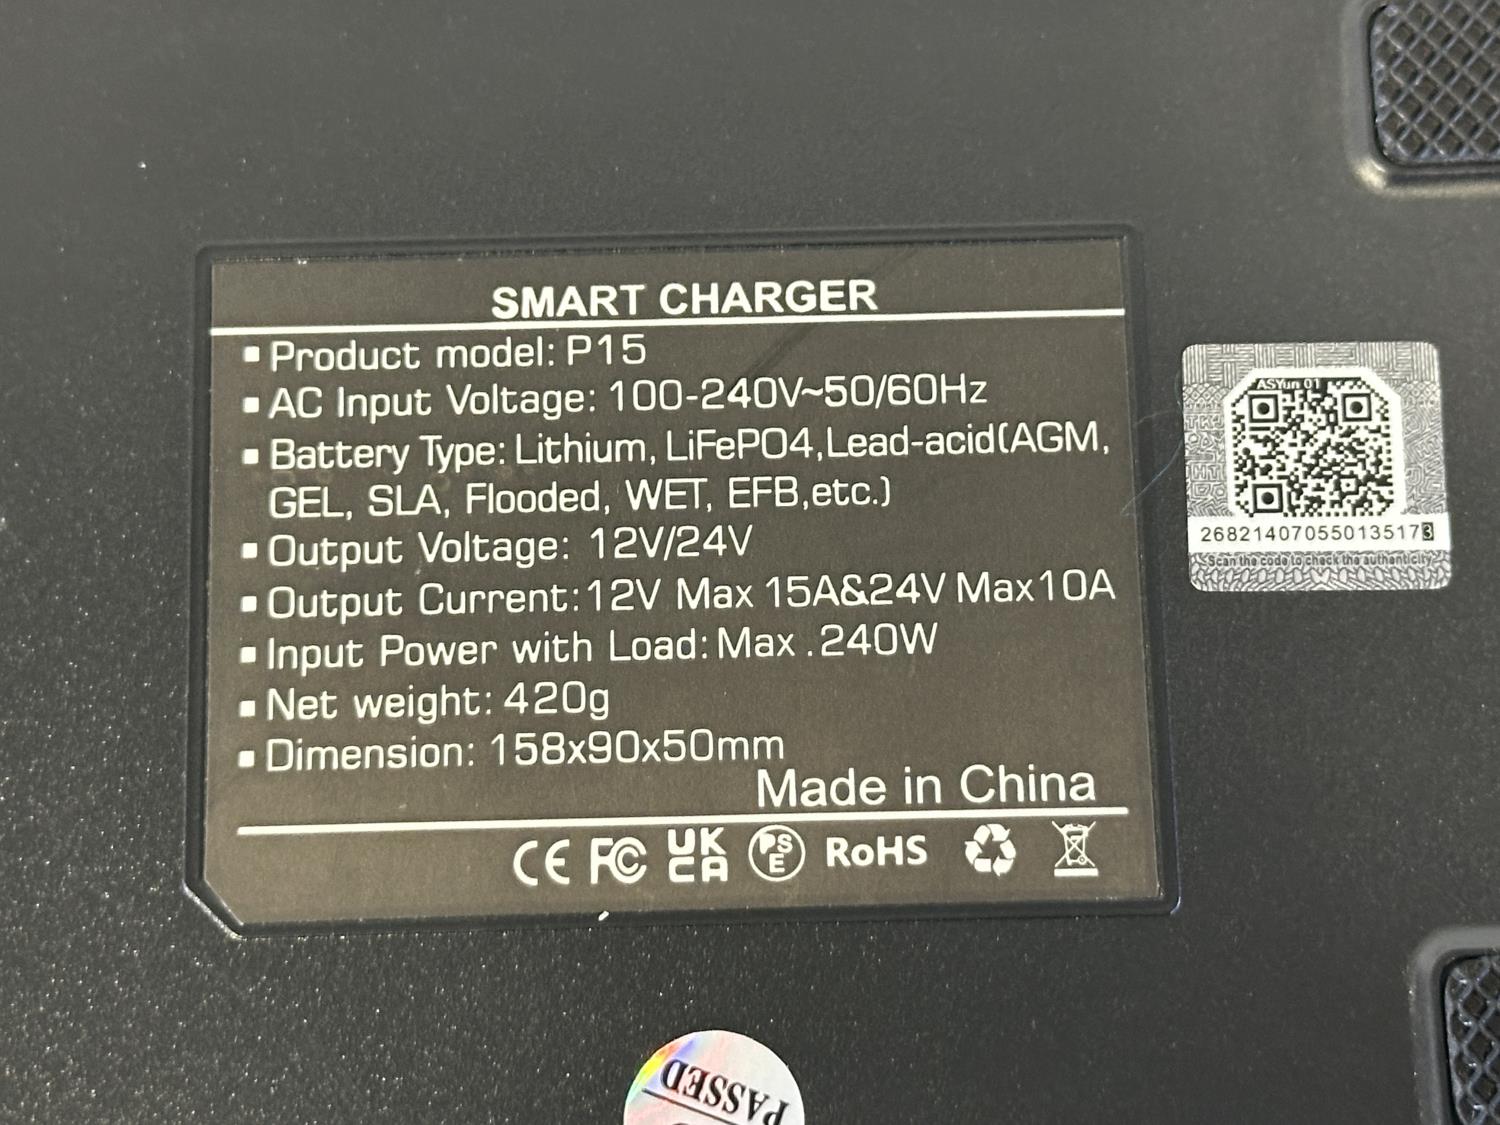 SMART CHARGER
▪ Product model: P15
▪ AC Input Voltage: 100-240V~50/60Hz
▪ Battery Type: Lithium, LiFePO4,Lead-acid(AGM,
GEL, SLA, Flooded, WET, EFB,etc.)
▪ Output Voltage: 12V/24V
▪ Output Current:12V Max 15A&24V Max10A
▪ Input Power with Load:Max .240W
▪ Net weight: 420g
▪ Dimension: 158x90x50mm
Made in China
CE FC UK CA PSE RoHS
ASYun 01
268214070550135173
Scan the code to check the authenticity
PASSED